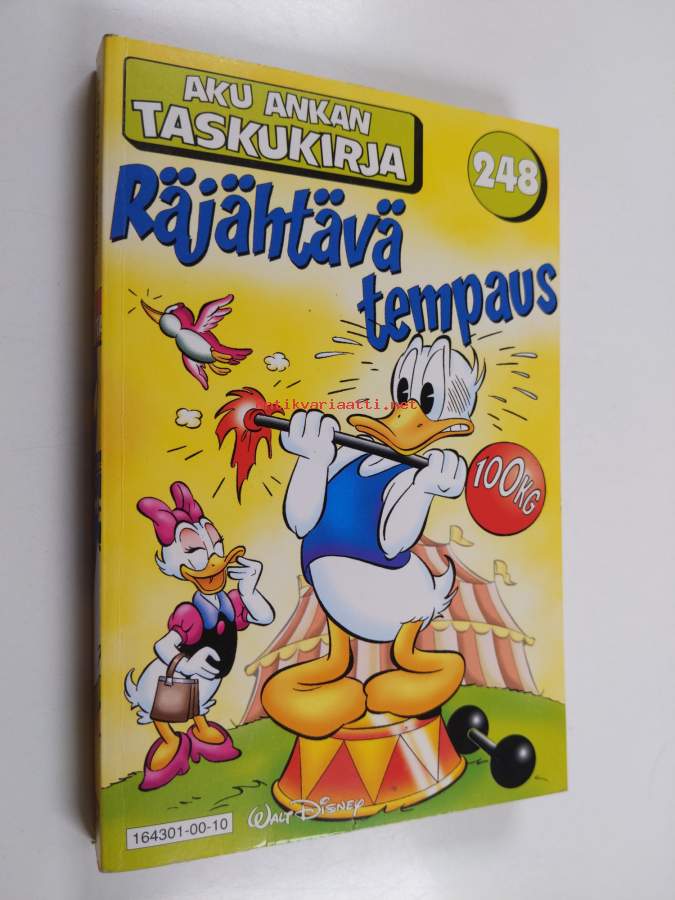 AKU ANKAN
TASKUKIRJA
248
Räjähtävä
tempaus
antikvariaatti.net
100KG
164301-00-10
WALT DISNEY